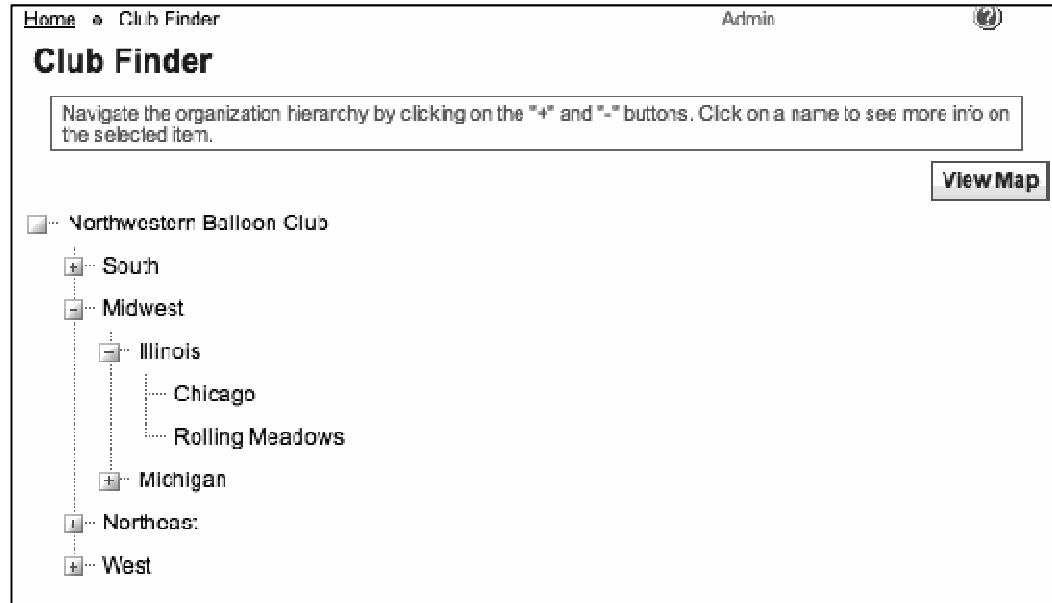 Home Club Finder Admin ?
Club Finder
Navigate the organization hierarchy by clicking on the "+" and "-" buttons. Click on a name to see more info on
the selected item.
View Map
Northwestern Balloon Club
+ South
- Midwest
- Illinois
Chicago
Rolling Meadows
+ Michigan
+ Northeast
+ West